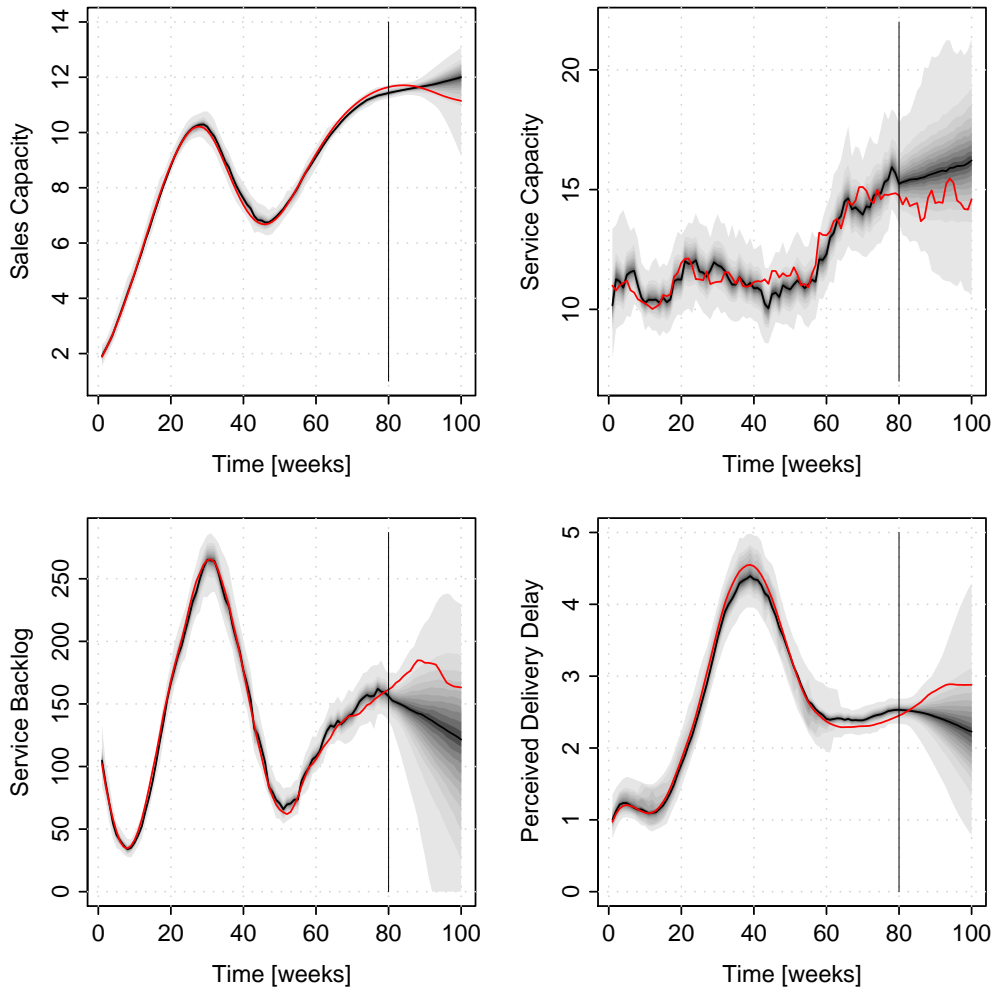 Sales Capacity
14
12
10
8
6
4
2
0 20 40 60 80 100
Time [weeks]
Service Capacity
20
15
10
0 20 40 60 80 100
Time [weeks]
Service Backlog
250
200
150
100
50
0
0 20 40 60 80 100
Time [weeks]
Perceived Delivery Delay
5
4
3
2
1
0
0 20 40 60 80 100
Time [weeks]